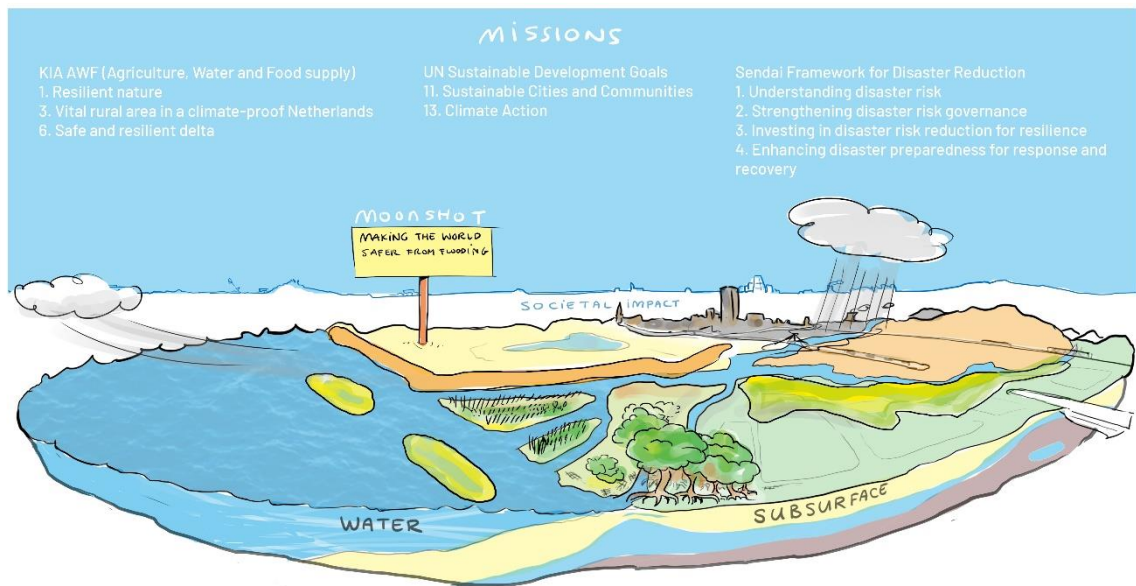 MISSIONS
KIA AWF (Agriculture, Water and Food supply)
1. Resilient nature
3. Vital rural area in a climate-proof Netherlands
6. Safe and resilient delta
UN Sustainable Development Goals
11. Sustainable Cities and Communities
13. Climate Action
Sendai Framework for Disaster Reduction
1. Understanding disaster risk
2. Strengthening disaster risk governance
3. Investing in disaster risk reduction for resilience
4. Enhancing disaster preparedness for response and
recovery
MOONSHOT
MAKING THE WORLD
SAFER FROM FLOODING
SOCIETAL IMPACT
WATER
SUBSURFACE